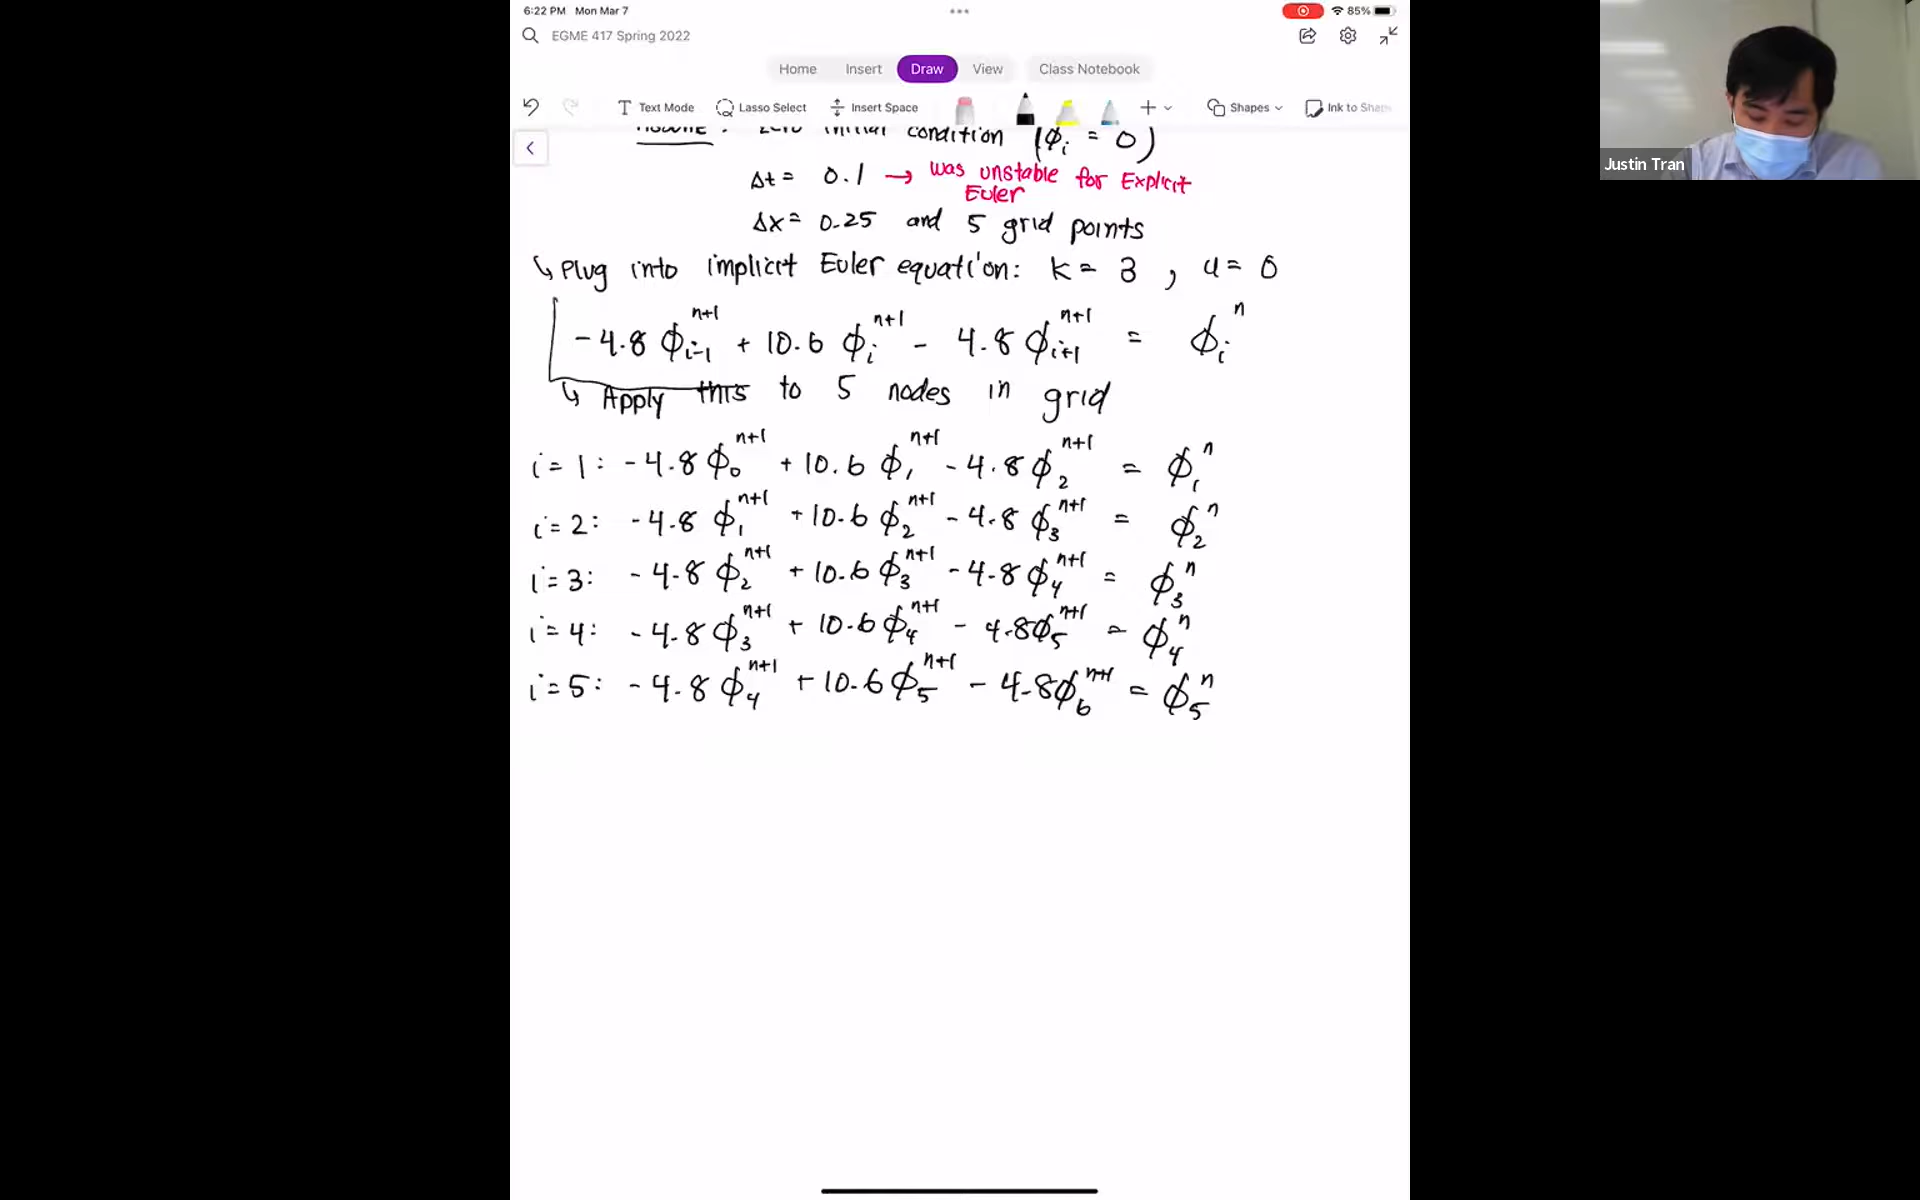 6:22 PM Mon Mar 7
85%
EGME 417 Spring 2022
Home Insert Draw View Class Notebook
Text Mode Lasso Select Insert Space Shapes Ink to Shape
Assume: zero initial condition (ϕᵢ = 0)
Δt = 0.1 → was unstable for Explicit
Euler
Δx = 0.25 and 5 grid points
↳ Plug into implicit Euler equation: k = 3, u = 0
-4.8 ϕᵢ₋₁ⁿ⁺¹ + 10.6 ϕᵢⁿ⁺¹ - 4.8 ϕᵢ₊₁ⁿ⁺¹ = ϕᵢⁿ
↳ Apply this to 5 nodes in grid
i = 1: -4.8 ϕ₀ⁿ⁺¹ + 10.6 ϕ₁ⁿ⁺¹ - 4.8 ϕ₂ⁿ⁺¹ = ϕ₁ⁿ
i = 2: -4.8 ϕ₁ⁿ⁺¹ + 10.6 ϕ₂ⁿ⁺¹ - 4.8 ϕ₃ⁿ⁺¹ = ϕ₂ⁿ
i = 3: -4.8 ϕ₂ⁿ⁺¹ + 10.6 ϕ₃ⁿ⁺¹ - 4.8 ϕ₄ⁿ⁺¹ = ϕ₃ⁿ
i = 4: -4.8 ϕ₃ⁿ⁺¹ + 10.6 ϕ₄ⁿ⁺¹ - 4.8 ϕ₅ⁿ⁺¹ = ϕ₄ⁿ
i = 5: -4.8 ϕ₄ⁿ⁺¹ + 10.6 ϕ₅ⁿ⁺¹ - 4.8 ϕ₆ⁿ⁺¹ = ϕ₅ⁿ
Justin Tran